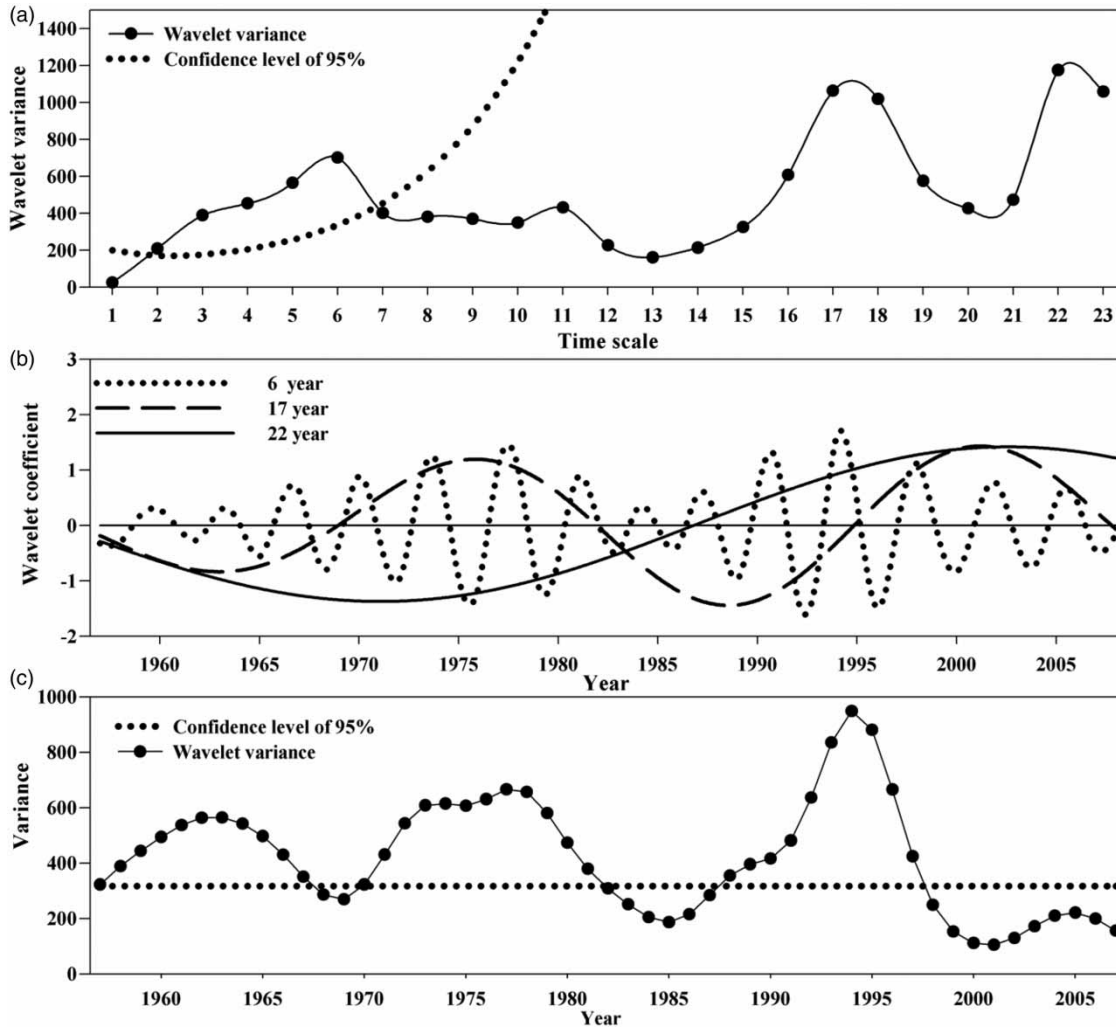 (a)
1400
1200
1000
800
600
400
200
0
Wavelet variance
Wavelet variance
Confidence level of 95%
1 2 3 4 5 6 7 8 9 10 11 12 13 14 15 16 17 18 19 20 21 22 23
Time scale
(b)
3
2
1
0
-1
-2
Wavelet coefficient
6 year
17 year
22 year
1960 1965 1970 1975 1980 1985 1990 1995 2000 2005
Year
(c)
1000
800
600
400
200
0
Variance
Confidence level of 95%
Wavelet variance
1960 1965 1970 1975 1980 1985 1990 1995 2000 2005
Year